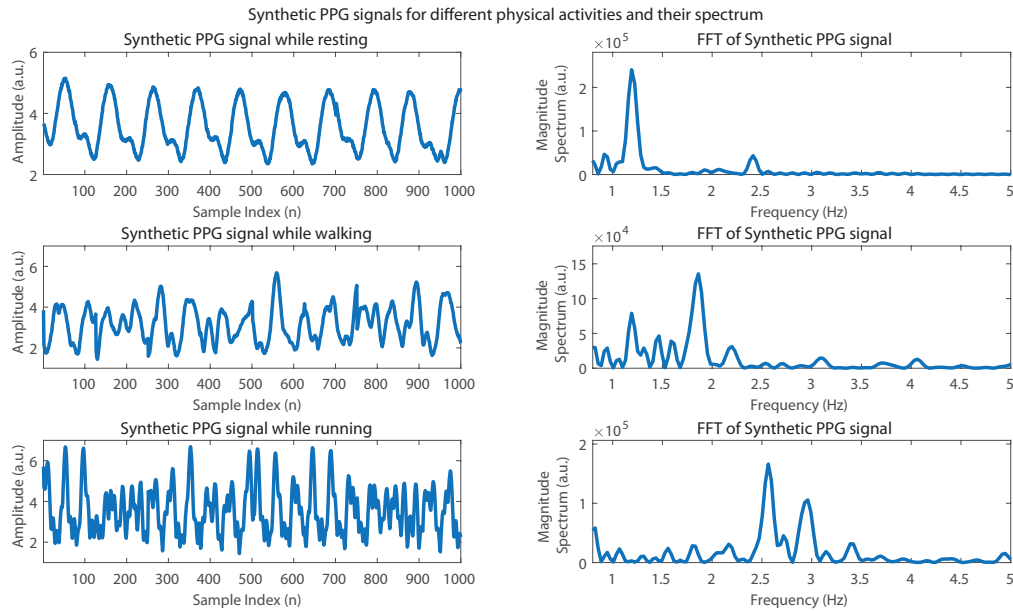 Synthetic PPG signals for different physical activities and their spectrum
Synthetic PPG signal while resting
Amplitude (a.u.)
6
4
2
100 200 300 400 500 600 700 800 900 1000
Sample Index (n)
FFT of Synthetic PPG signal
×10⁵
Magnitude
Spectrum (a.u.)
2
1
0
1 1.5 2 2.5 3 3.5 4 4.5 5
Frequency (Hz)
Synthetic PPG signal while walking
Amplitude (a.u.)
6
4
2
100 200 300 400 500 600 700 800 900 1000
Sample Index (n)
FFT of Synthetic PPG signal
×10⁴
Magnitude
Spectrum (a.u.)
15
10
5
0
1 1.5 2 2.5 3 3.5 4 4.5 5
Frequency (Hz)
Synthetic PPG signal while running
Amplitude (a.u.)
6
4
2
100 200 300 400 500 600 700 800 900 1000
Sample Index (n)
FFT of Synthetic PPG signal
×10⁵
Magnitude
Spectrum (a.u.)
2
1
0
1 1.5 2 2.5 3 3.5 4 4.5 5
Frequency (Hz)